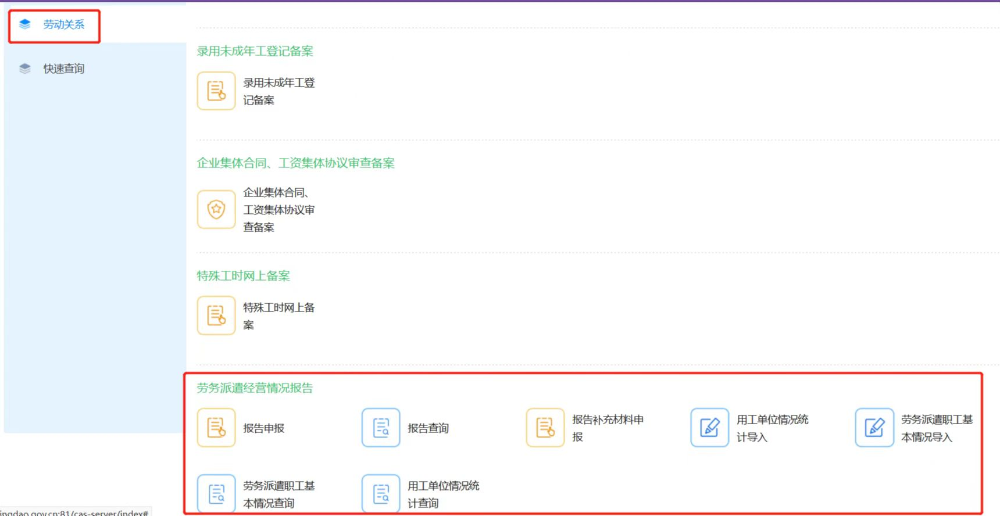 劳动关系
快速查询
录用未成年工登记备案
录用未成年工登
记备案
企业集体合同、工资集体协议审查备案
企业集体合同、
工资集体协议审
查备案
特殊工时网上备案
特殊工时网上备
案
劳务派遣经营情况报告
报告申报
报告查询
报告补充材料申
报
用工单位情况统
计导入
劳务派遣职工基
本情况导入
劳务派遣职工基
本情况查询
用工单位情况统
计查询
ingdao.gov.cn:81/cas-server/index#